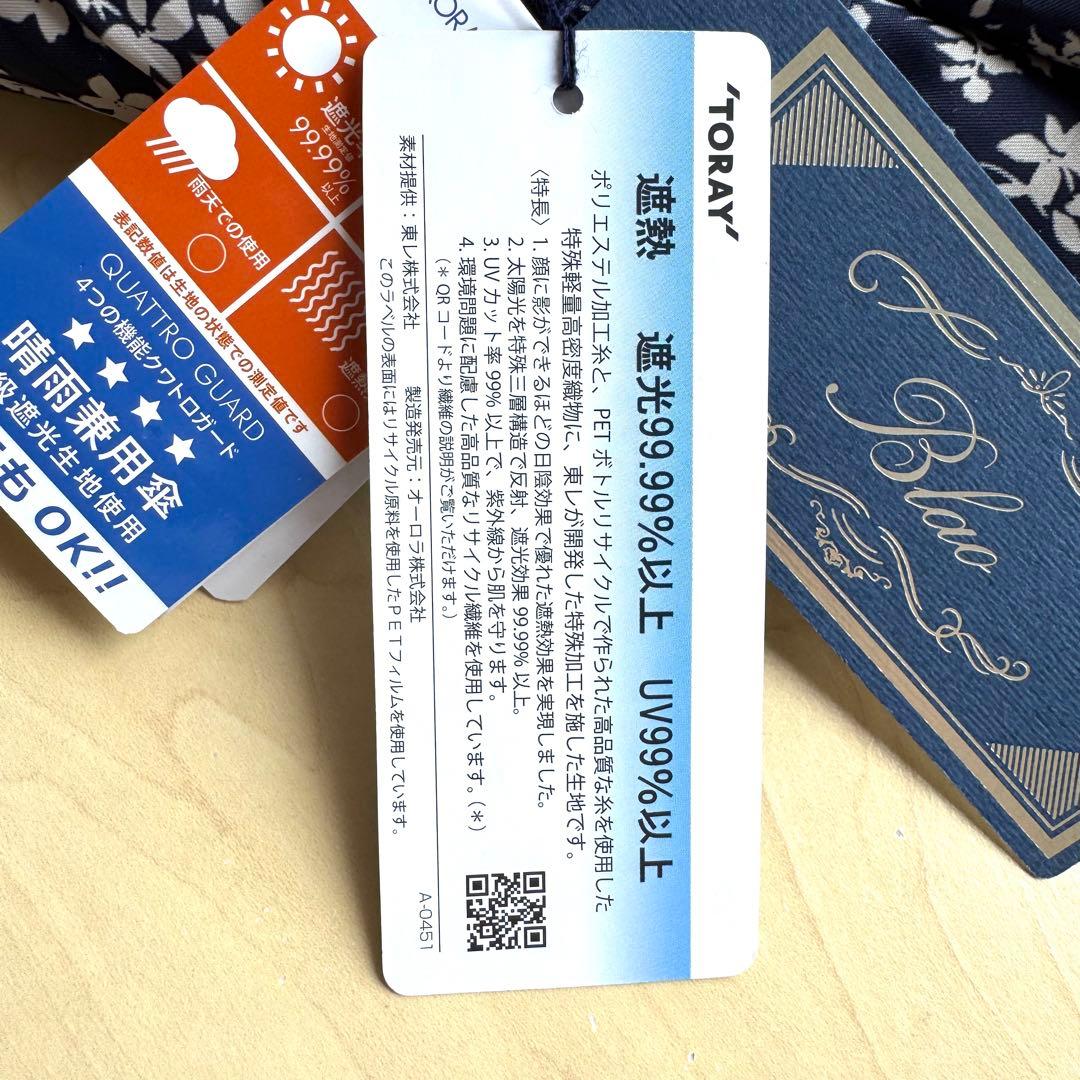 TORAY
遮熱 遮光99.99%以上 UV99%以上
ポリエステル加工糸と、PETボトルリサイクルで作られた高品質な糸を使用した
特殊軽量高密度織物に、東レが開発した特殊加工を施した生地です。
〈特長〉1. 顔に影ができるほどの日陰効果で優れた遮熱効果を実現しました。
2. 太陽光を特殊三層構造で反射、遮光効果 99.99% 以上。
3. UV カット率 99% 以上で、紫外線から肌を守ります。
4. 環境問題に配慮した高品質なリサイクル繊維を使用しています。(*)
(* QR コードより繊維の説明がご覧いただけます。)
素材提供:東レ株式会社 製造発売元:オーロラ株式会社
このラベルの表面にはリサイクル原料を使用したPETフィルムを使用しています。
A-0451
遮光
生地測定値
99.99%
以上
雨天での使用
○
遮熱
○
表記数値は生地の状態での測定値です
QUATTRO GUARD
4つの機能クワトロガード
★★★★
晴雨兼用傘
級遮光生地使用
も OK!!
Blao